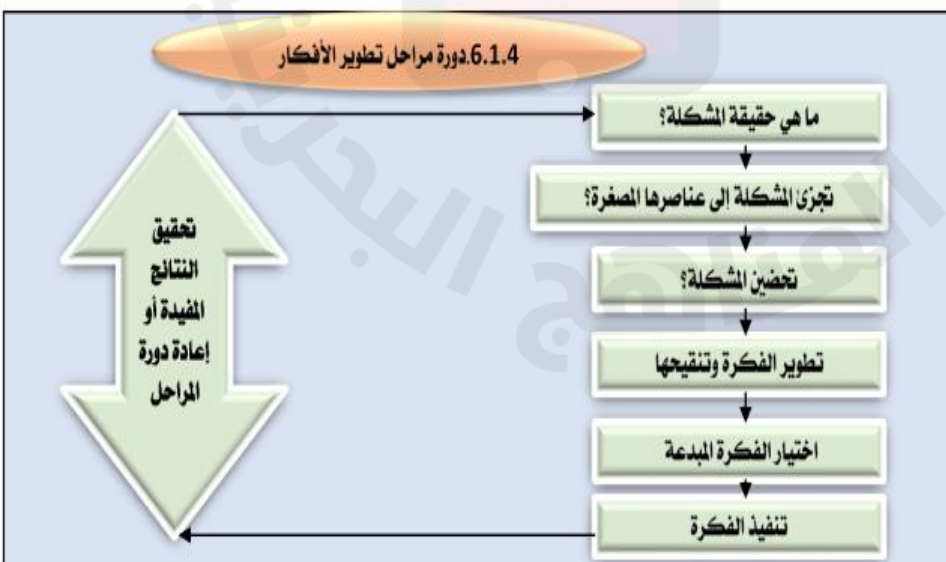 6.1.4.دورة مراحل تطوير الأفكار
ما هي حقيقة المشكلة؟
تجزئ المشكلة إلى عناصرها المصغرة؟
تحضين المشكلة؟
تطوير الفكرة وتنقيحها
اختيار الفكرة المبدعة
تنفيذ الفكرة
تحقيق
النتائج
المفيدة أو
إعادة دورة
المراحل